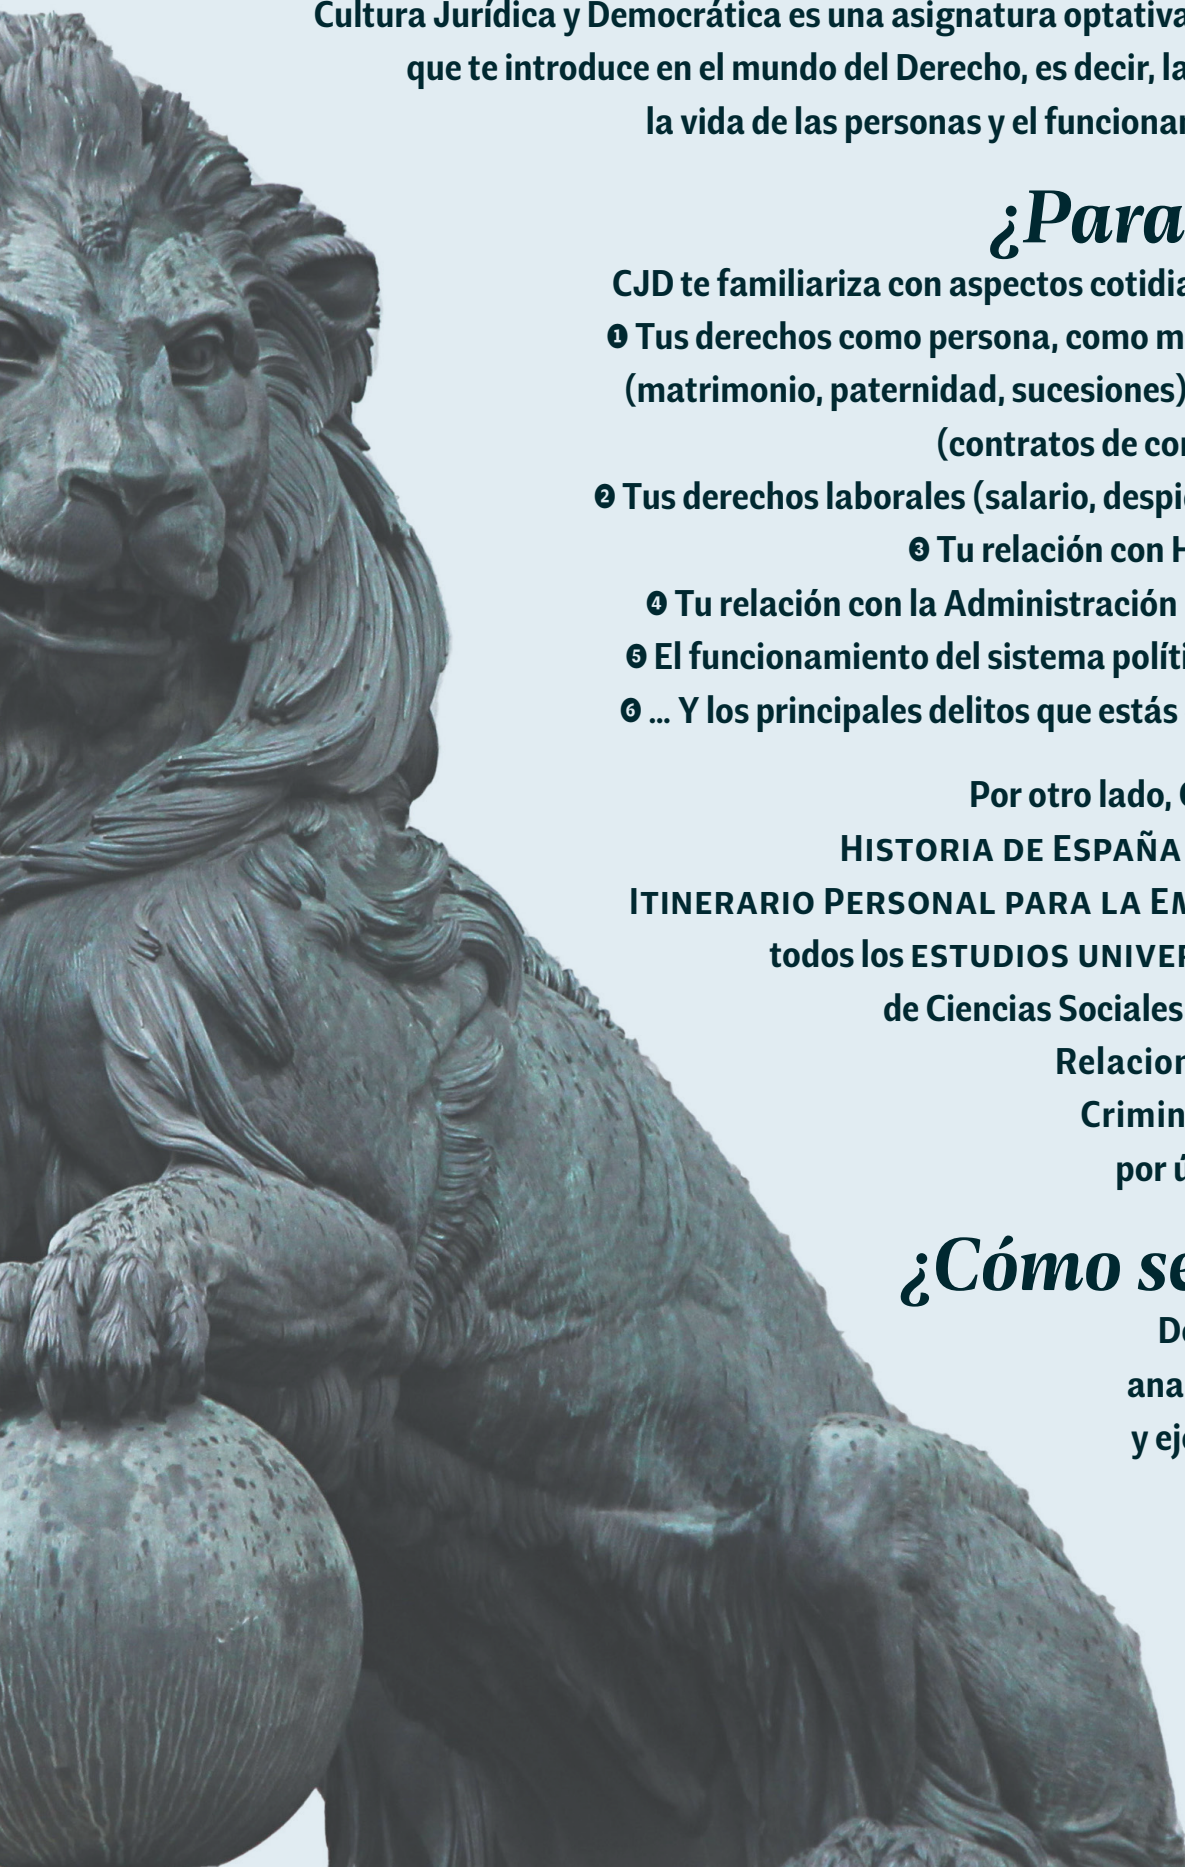 Cultura Jurídica y Democrática es una asignatura optativa
que te introduce en el mundo del Derecho, es decir, la
la vida de las personas y el funcionar
¿Para
CJD te familiariza con aspectos cotidia
❶ Tus derechos como persona, como m
(matrimonio, paternidad, sucesiones)
(contratos de con
❷ Tus derechos laborales (salario, despi
❸ Tu relación con H
❹ Tu relación con la Administración
❺ El funcionamiento del sistema políti
❻ ... Y los principales delitos que estás
Por otro lado,
HISTORIA DE ESPAÑA
ITINERARIO PERSONAL PARA LA EM
todos los ESTUDIOS UNIVER
de Ciencias Sociales
Relacion
Crimin
por ú
¿Cómo se
De
ana
y eje